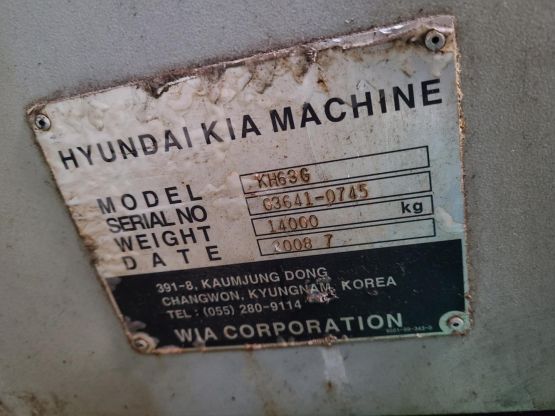 HYUNDAI KIA MACHINE
MODEL KH63G
SERIAL NO G3641-0745
WEIGHT 14000 kg
DATE 2008 7
391-8, KAUMJUNG DONG
CHANGWON, KYUNGNAM, KOREA
TEL : (055) 280-9114
WIA CORPORATION